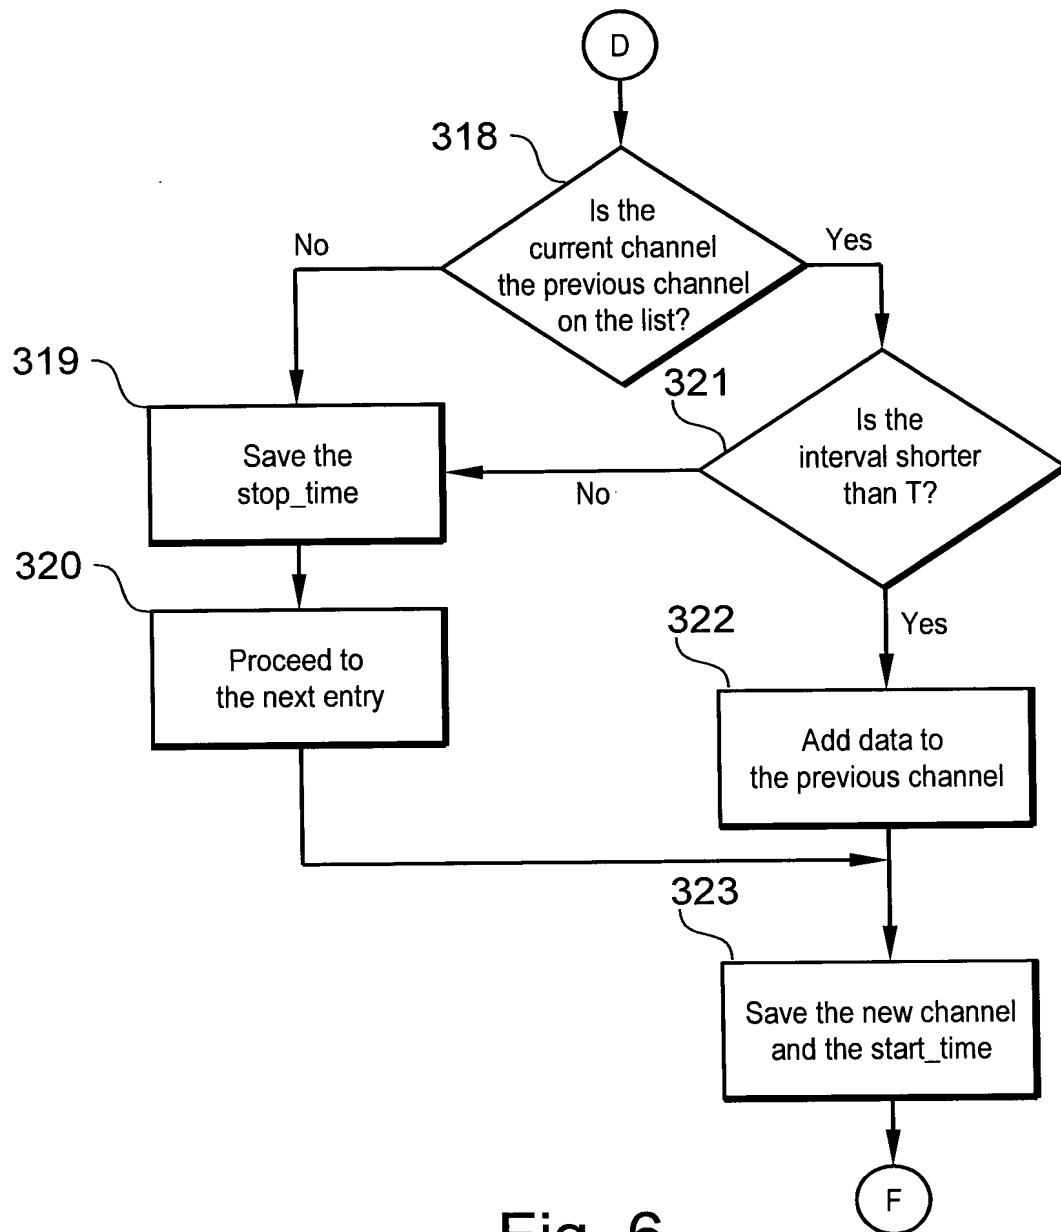 D
318
Is the
current channel
the previous channel
on the list?
No
Yes
319
Save the
stop_time
321
Is the
interval shorter
than T?
No
320
Proceed to
the next entry
Yes
322
Add data to
the previous channel
323
Save the new channel
and the start_time
F
Fig. 6